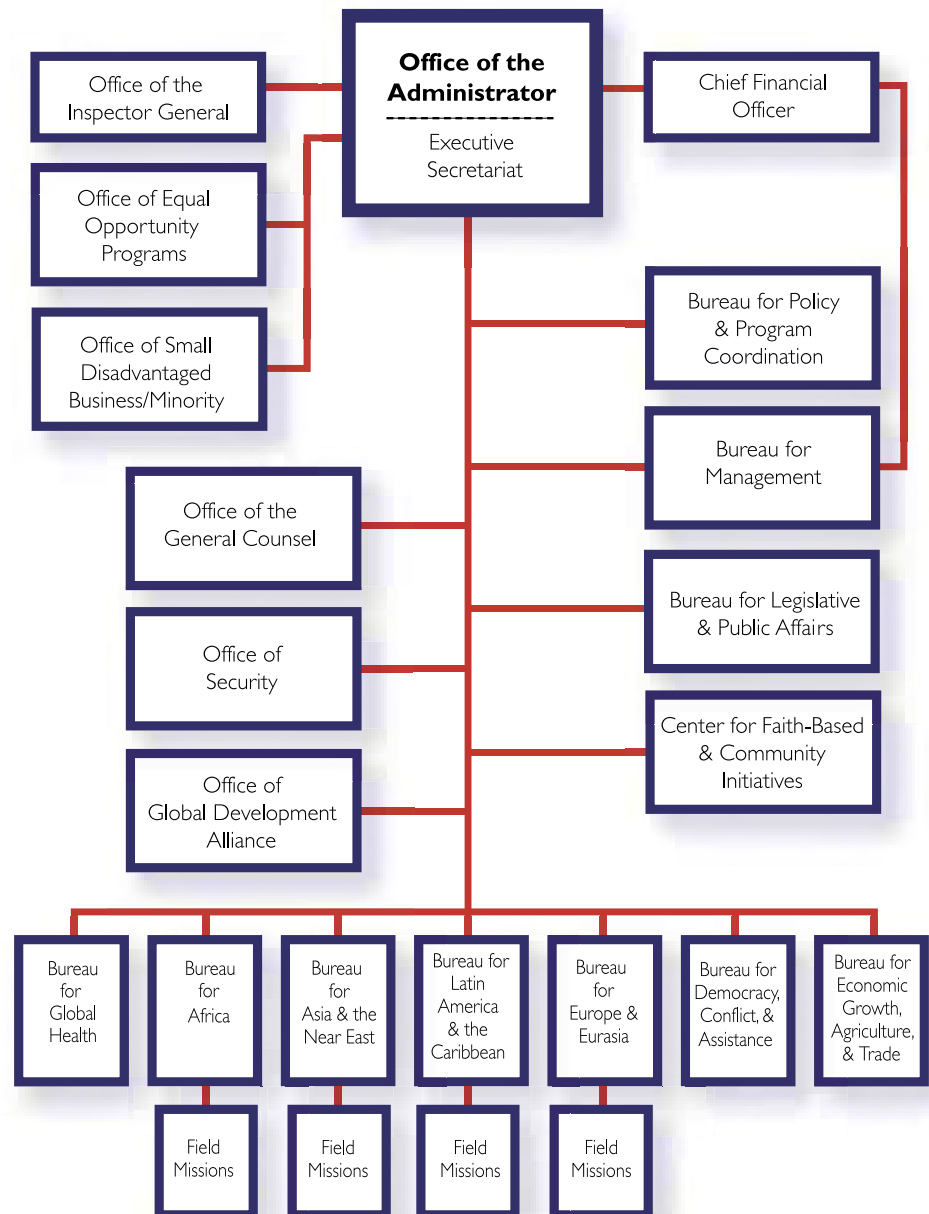 Office of the
Administrator
Executive
Secretariat
Office of the
Inspector General
Chief Financial
Officer
Office of Equal
Opportunity
Programs
Office of Small
Disadvantaged
Business/Minority
Bureau for Policy
& Program
Coordination
Bureau for
Management
Office of the
General Counsel
Bureau for Legislative
& Public Affairs
Office of
Security
Center for Faith-Based
& Community
Initiatives
Office of
Global Development
Alliance
Bureau
for
Global
Health
Bureau
for
Africa
Bureau
for
Asia & the
Near East
Bureau for
Latin
America
& the
Caribbean
Bureau
for
Europe &
Eurasia
Bureau for
Democracy,
Conflict, &
Assistance
Bureau for
Economic
Growth,
Agriculture,
& Trade
Field
Missions
Field
Missions
Field
Missions
Field
Missions